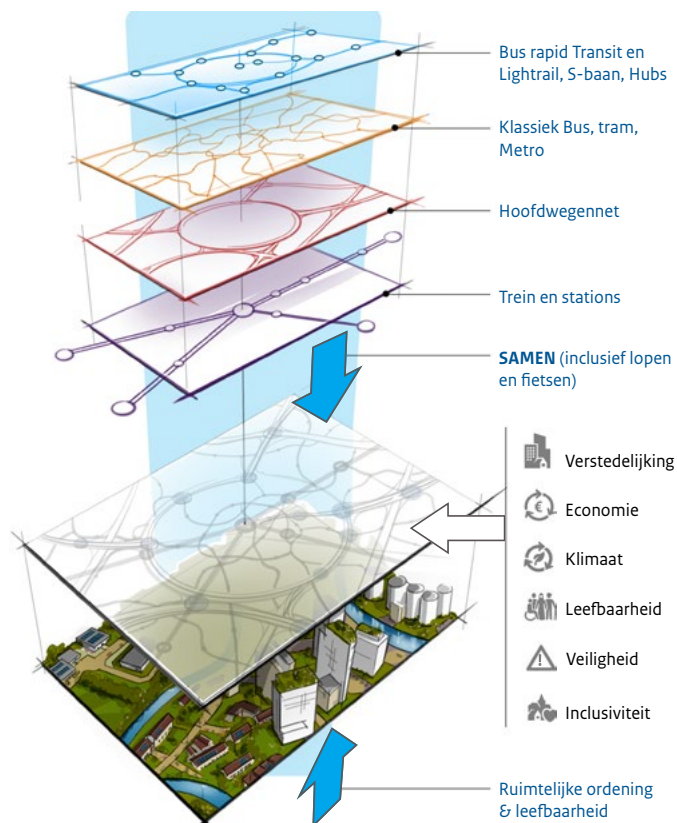 Bus rapid Transit en
Lightrail, S-baan, Hubs
Klassiek Bus, tram,
Metro
Hoofdwegennet
Trein en stations
SAMEN (inclusief lopen
en fietsen)
Verstedelijking
€
Economie
Klimaat
Leefbaarheid
Veiligheid
Inclusiviteit
Ruimtelijke ordening
& leefbaarheid